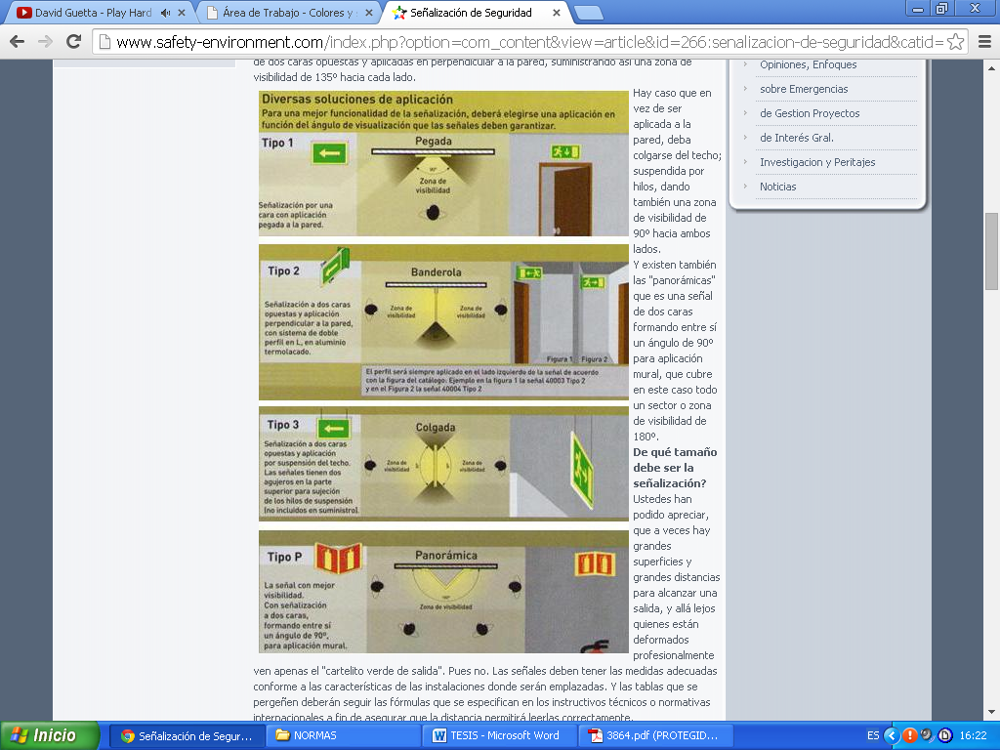 David Guetta - Play Hard
Área de Trabajo - Colores y s
Señalización de Seguridad
www.safety-environment.com/index.php?option=com_content&view=article&id=266:senalizacion-de-seguridad&catid=
de dos caras opuestas y aplicadas en perpendicular a la pared, suministrando así una zona de
visibilidad de 135º hacia cada lado.
Diversas soluciones de aplicación
Para una mejor funcionalidad de la señalización, deberá elegirse una aplicación en
función del ángulo de visualización que las señales deben garantizar.
Tipo 1
Pegada
90º
Zona de
visibilidad
Señalización por una
cara con aplicación
pegada a la pared.
Tipo 2
Banderola
Zona de
visibilidad
Zona de
visibilidad
Señalización a dos caras
opuestas y aplicación
perpendicular a la pared,
con sistema de doble
perfil en L, en aluminio
termolacado.
Figura 1
Figura 2
El perfil será siempre aplicado en el lado izquierdo de la señal de acuerdo
con la figura del catálogo. Ejemplo en la figura 1 la señal 40003 Tipo 2
y en el Figura 2 la señal 40004 Tipo 2
Tipo 3
Colgada
Zona de
visibilidad
Zona de
visibilidad
Señalización a dos caras
opuestas y aplicación
por suspensión del techo.
Las señales tienen dos
agujeros en la parte
superior para sujeción
de los hilos de suspensión
(no incluidos en suministro).
Tipo P
Panorámica
Zona de visibilidad
La señal con mejor
visibilidad.
Con señalización
a dos caras,
formando entre sí
un ángulo de 90º,
para aplicación mural.
Hay caso que en
vez de ser
aplicada a la
pared, deba
colgarse del techo;
suspendida por
hilos, dando
también una zona
de visibilidad de
90º hacia ambos
lados.
Y existen también
las "panorámicas"
que es una señal
de dos caras
formando entre sí
un ángulo de 90º
para aplicación
mural, que cubre
en este caso todo
un sector o zona
de visibilidad de
180º.
De qué tamaño
debe ser la
señalización?
Ustedes han
podido apreciar,
que a veces hay
grandes
superficies y
grandes distancias
para alcanzar una
salida, y allá lejos
quienes están
deformados
profesionalmente
ven apenas el "cartelito verde de salida". Pues no. Las señales deben tener las medidas adecuadas
conforme a las características de las instalaciones donde serán emplazadas. Y las tablas que se
pergeñen deberán seguir las fórmulas que se especifican en los instructivos técnicos o normativas
internacionales a fin de asegurar que la distancia permitirá leerlas correctamente.
Opiniones, Enfoques
sobre Emergencias
de Gestion Proyectos
de Interés Gral.
Investigacion y Peritajes
Noticias
Inicio
Señalización de Segur...
NORMAS
TESIS - Microsoft Word
3864.pdf (PROTEGID...
ES
16:22